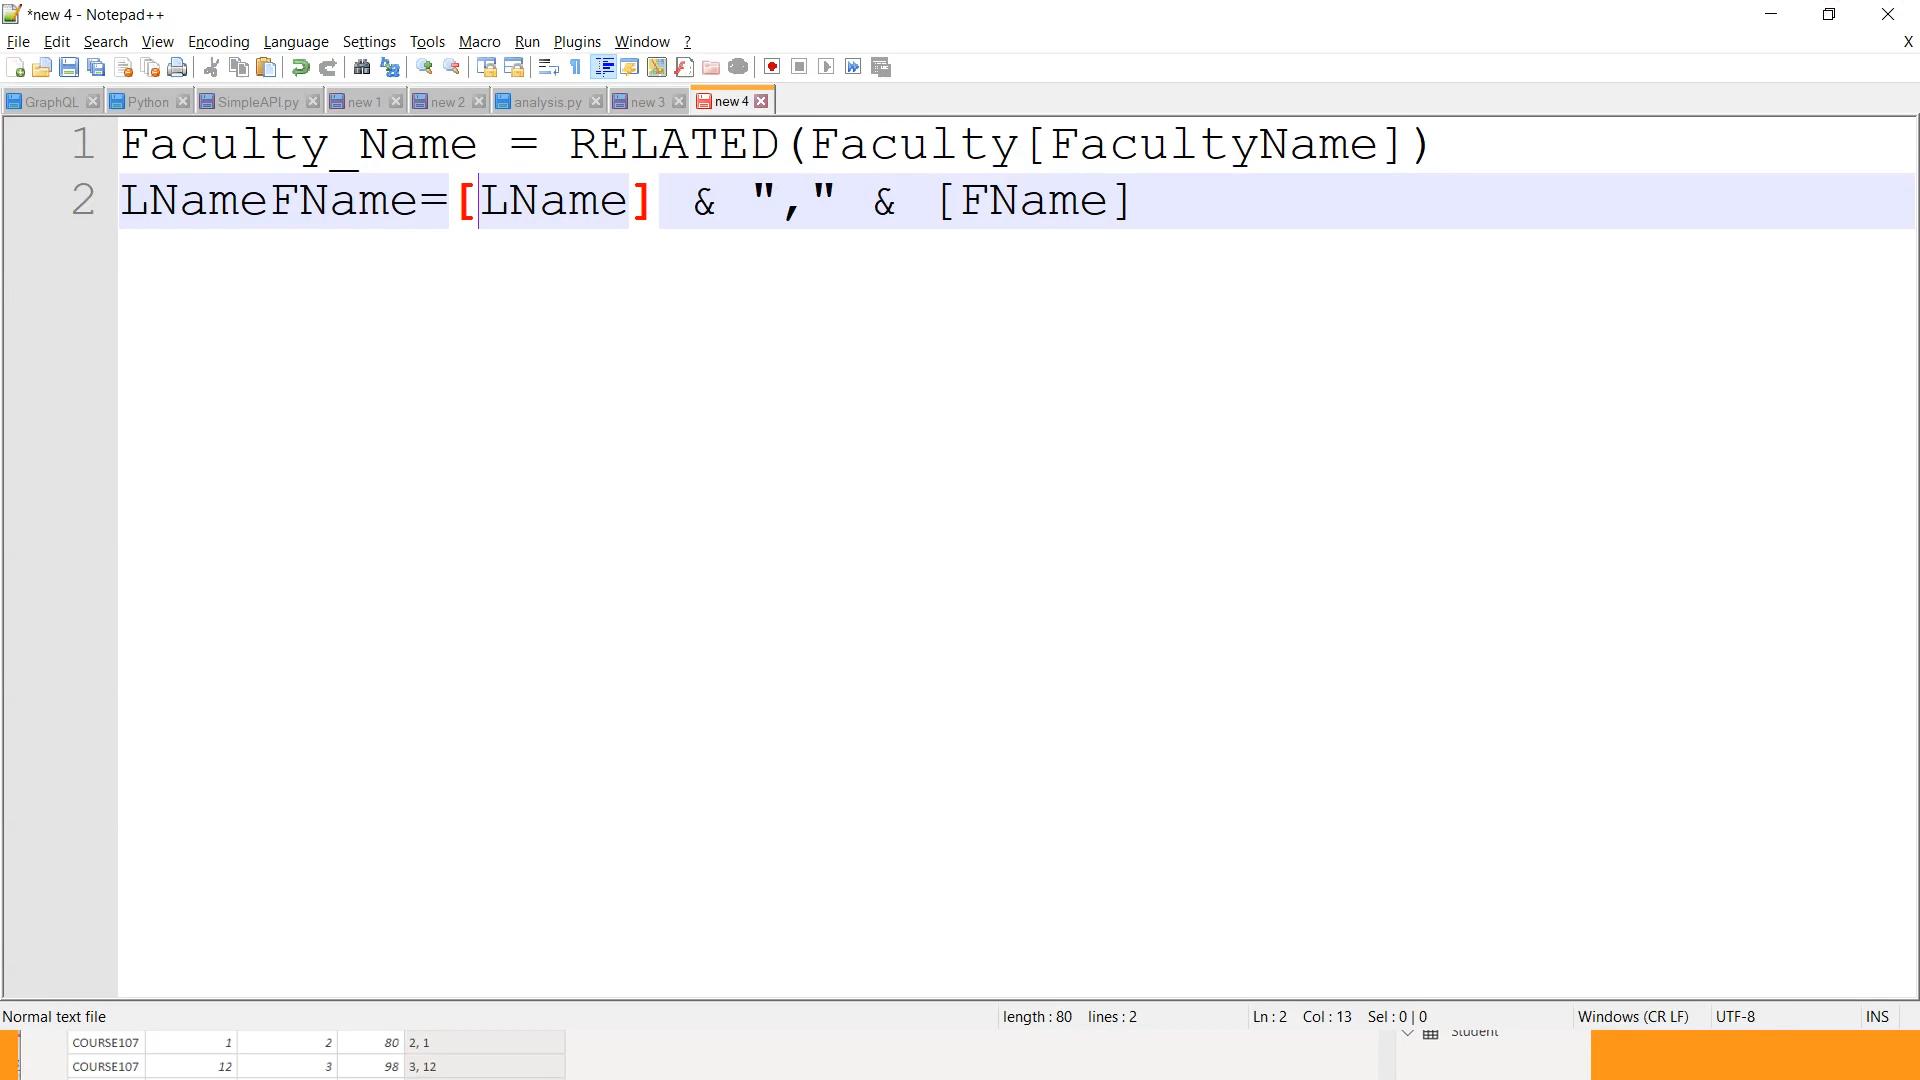 *new 4 - Notepad++
File Edit Search View Encoding Language Settings Tools Macro Run Plugins Window ? X
GraphQL Python SimpleAPI.py new 1 new 2 analysis.py new 3 new 4
1 Faculty_Name = RELATED(Faculty[FacultyName])
2 LNameFName=[LName] & "," & [FName]
Normal text file length : 80 lines : 2 Ln : 2 Col : 13 Sel : 0 | 0 Windows (CR LF) UTF-8 INS
Student
COURSE107 1 2 80 2, 1
COURSE107 12 3 98 3, 12